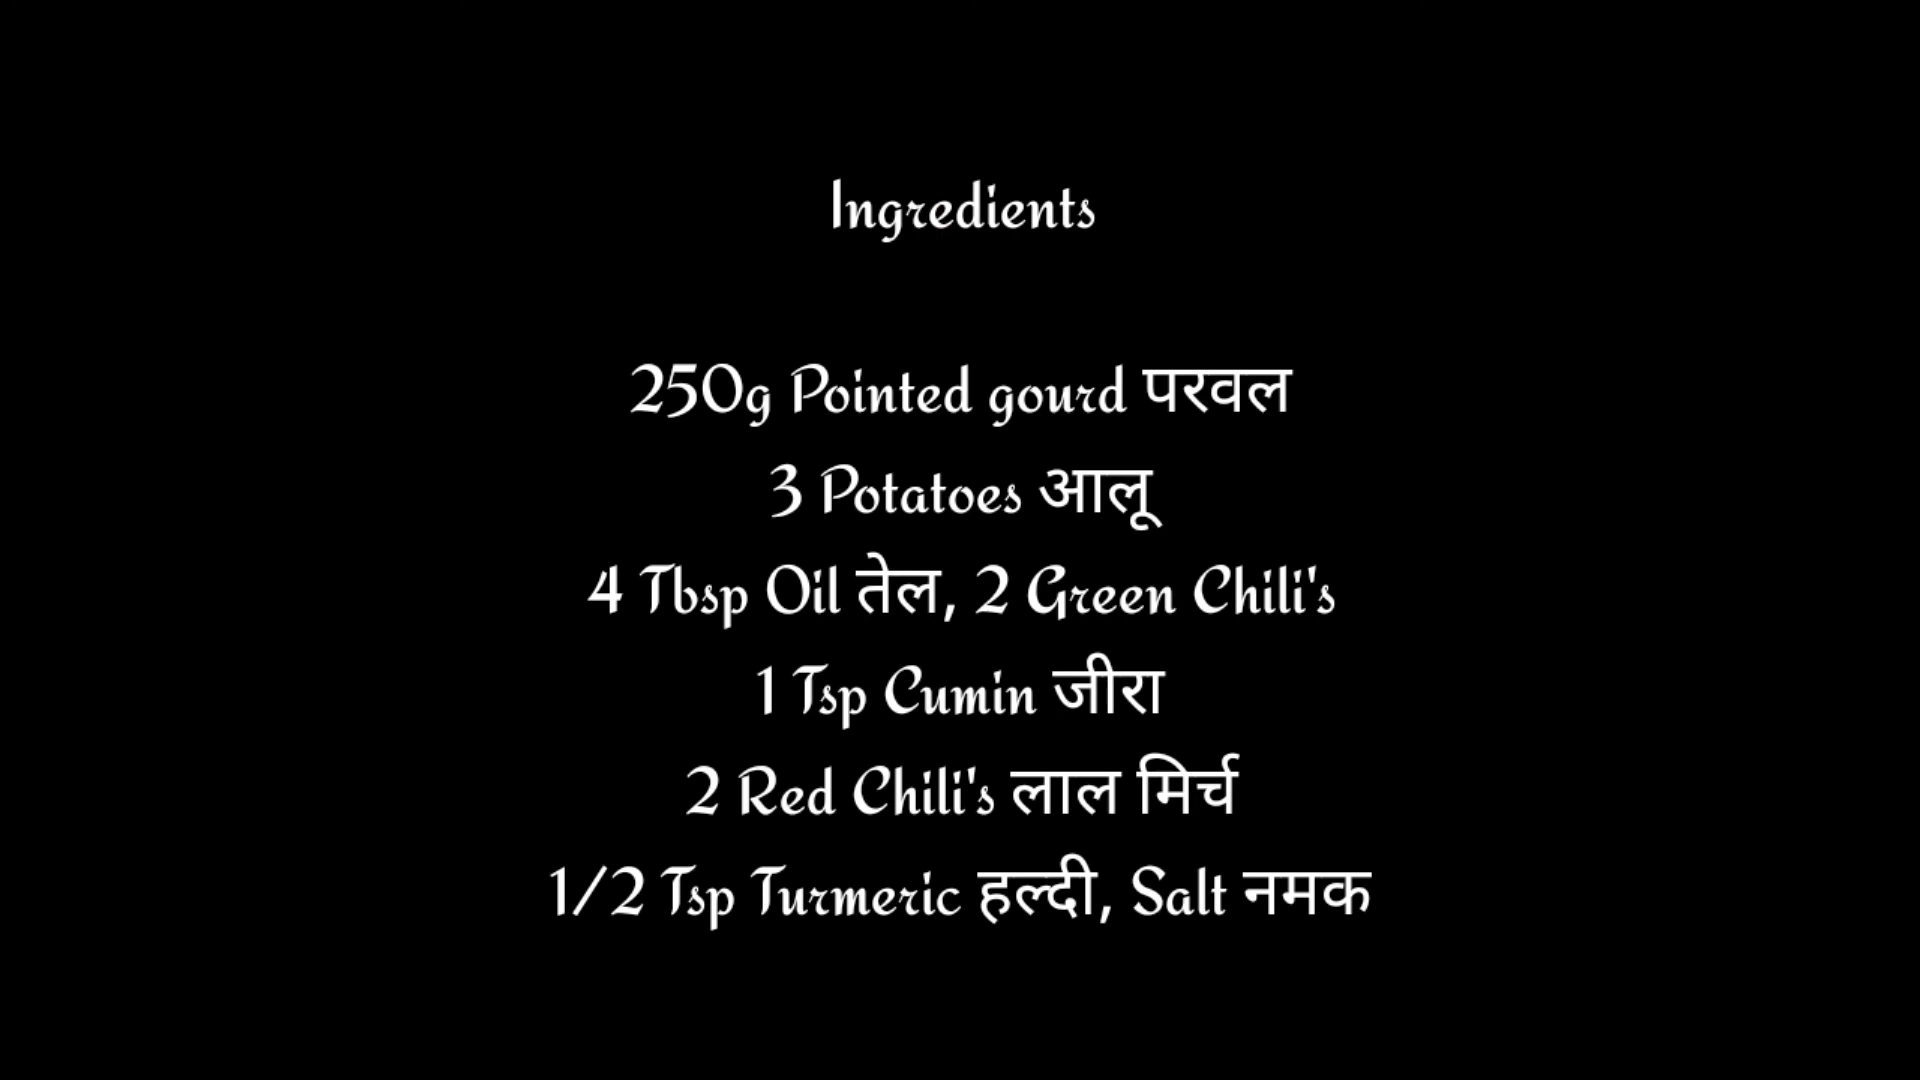 Ingredients
250g Pointed gourd परवल
3 Potatoes आलू
4 Tbsp Oil तेल, 2 Green Chili's
1 Tsp Cumin जीरा
2 Red Chili's लाल मिर्च
1/2 Tsp Turmeric हल्दी, Salt नमक